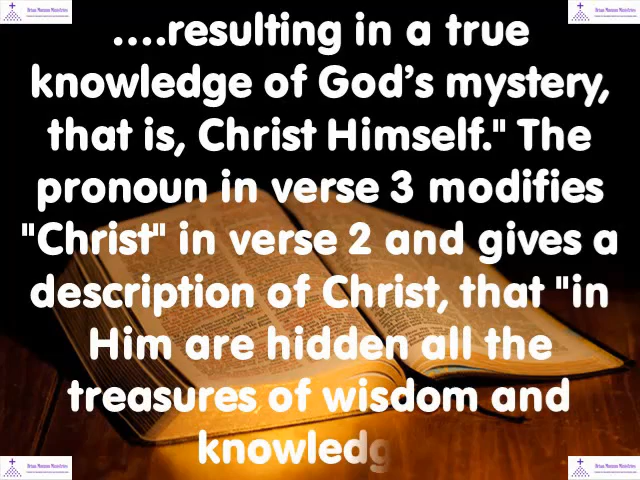 ....resulting in a true
knowledge of God’s mystery,
that is, Christ Himself." The
pronoun in verse 3 modifies
"Christ" in verse 2 and gives a
description of Christ, that "in
Him are hidden all the
treasures of wisdom and
knowledg